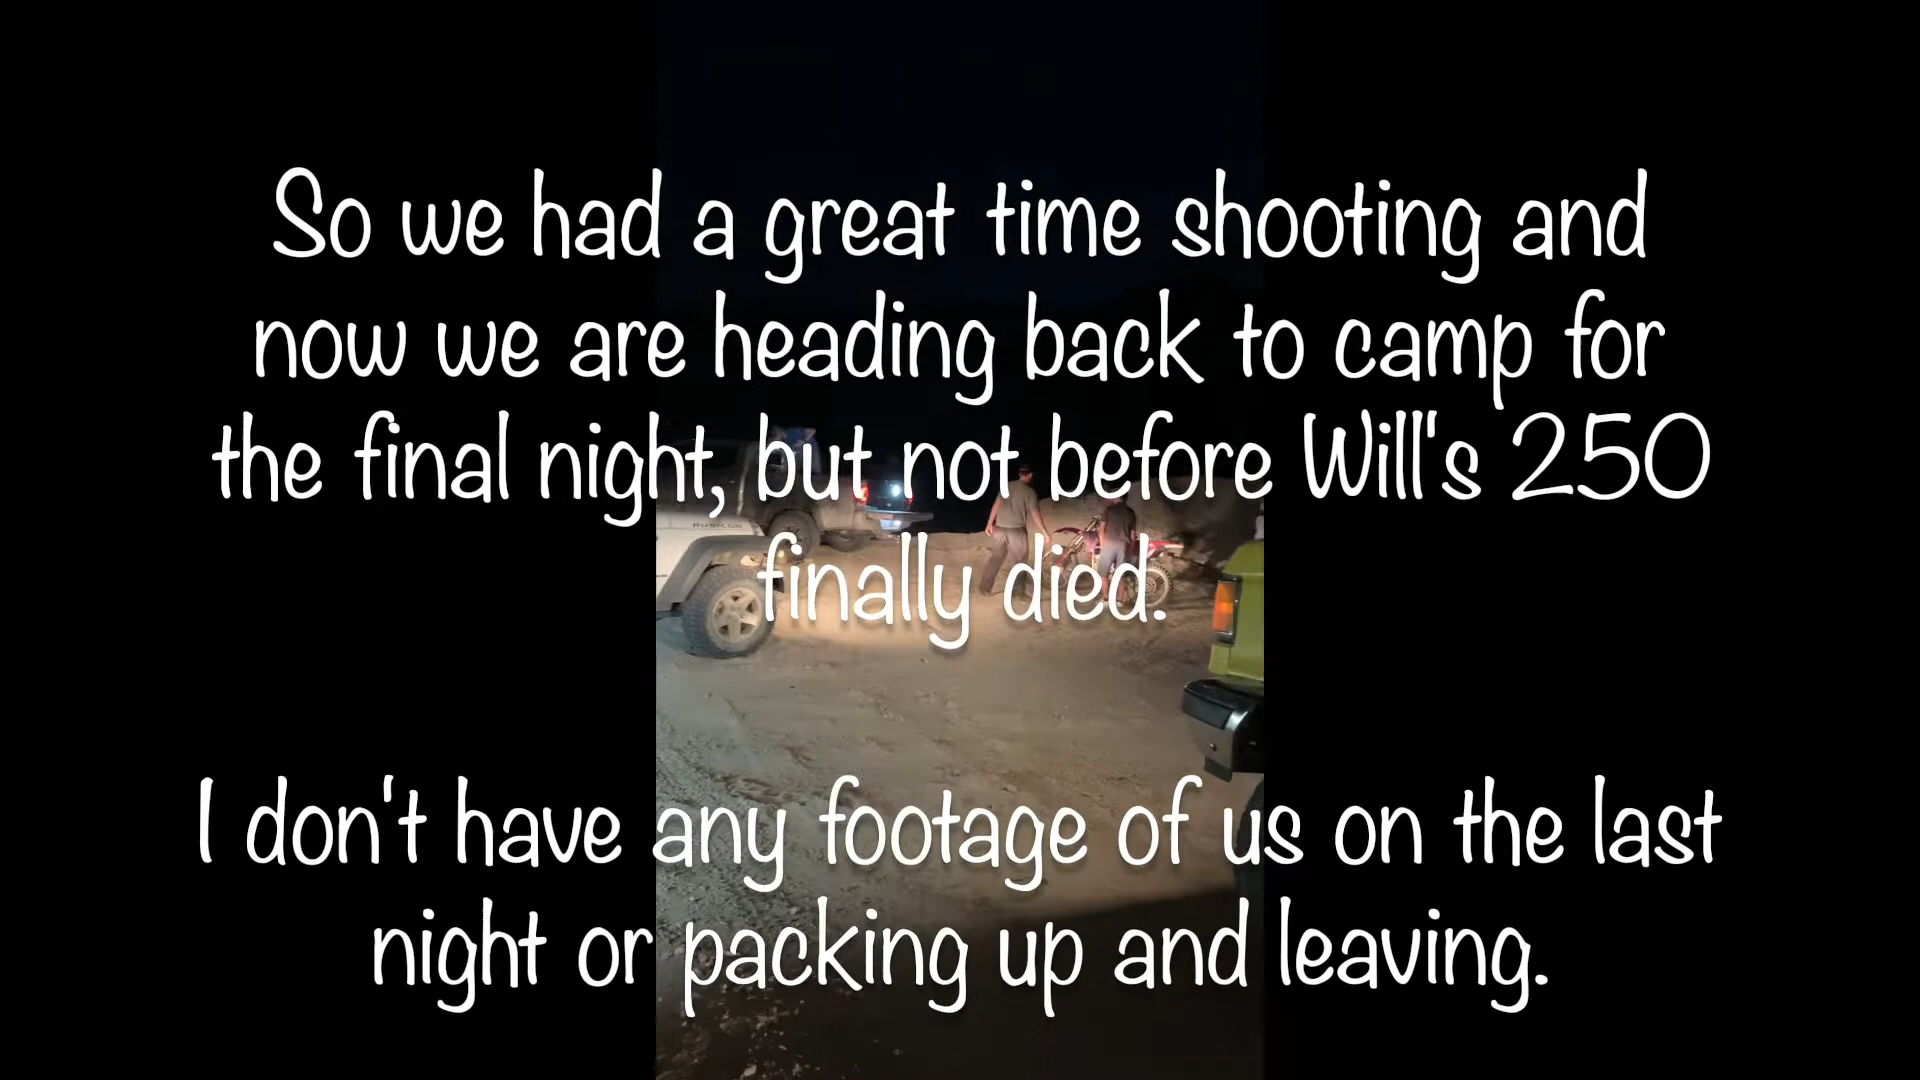 So we had a great time shooting and
now we are heading back to camp for
the final night, but not before Will's 250
finally died.
I don't have any footage of us on the last
night or packing up and leaving.